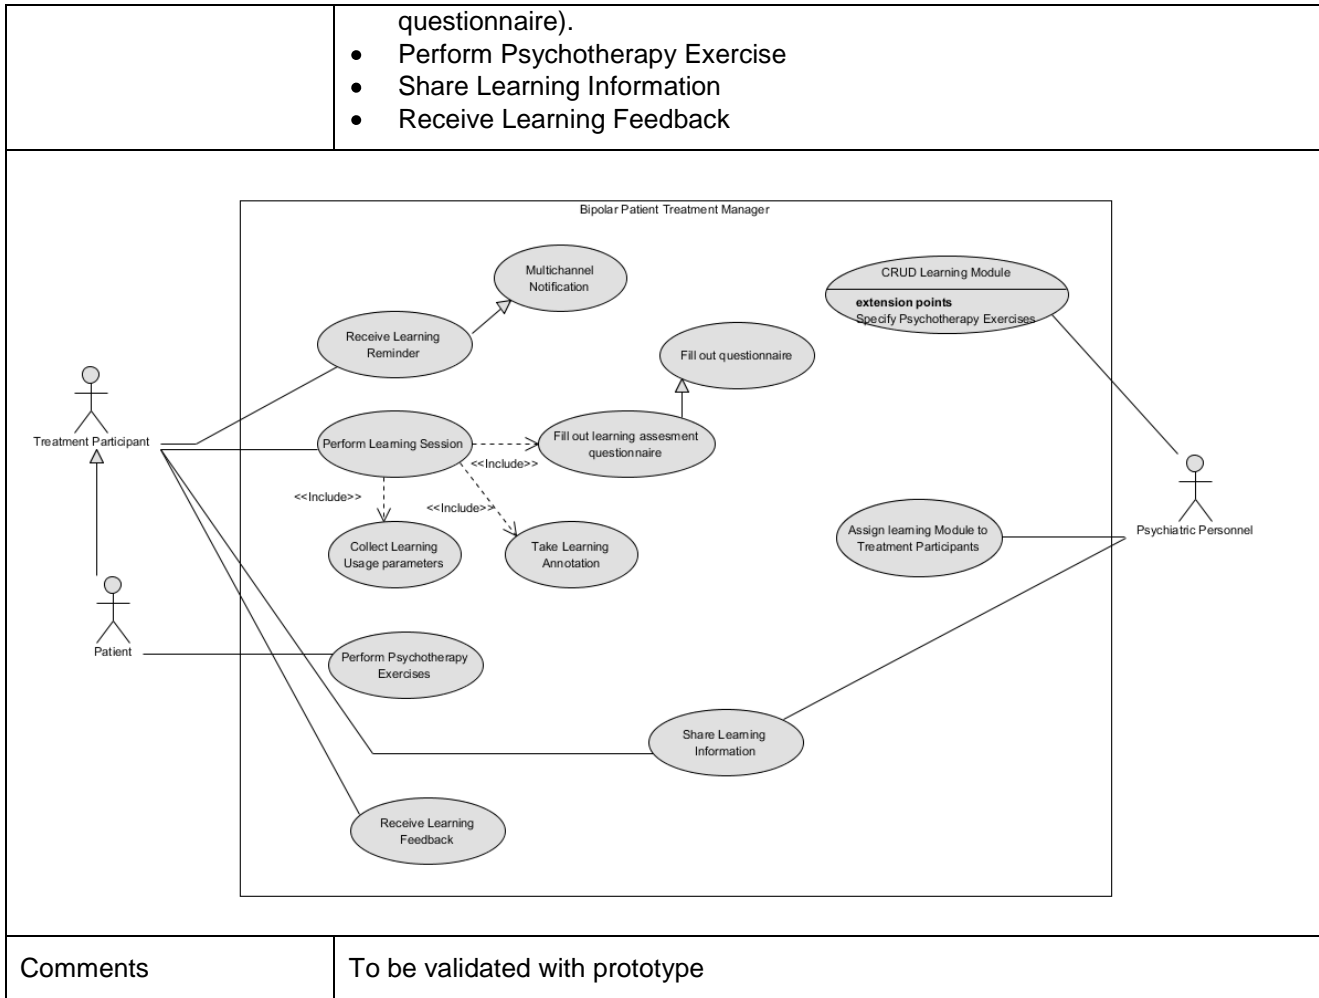 questionnaire).
• Perform Psychotherapy Exercise
• Share Learning Information
• Receive Learning Feedback
Bipolar Patient Treatment Manager
Multichannel
Notification
CRUD Learning Module
extension points
Specify Psychotherapy Exercises
Receive Learning
Reminder
Fill out questionnaire
Treatment Participant
Perform Learning Session
<<Include>>
Fill out learning assesment
questionnaire
<<Include>>
<<Include>>
Collect Learning
Usage parameters
Take Learning
Annotation
Assign learning Module to
Treatment Participants
Psychiatric Personnel
Patient
Perform Psychotherapy
Exercises
Share Learning
Information
Receive Learning
Feedback
Comments
To be validated with prototype